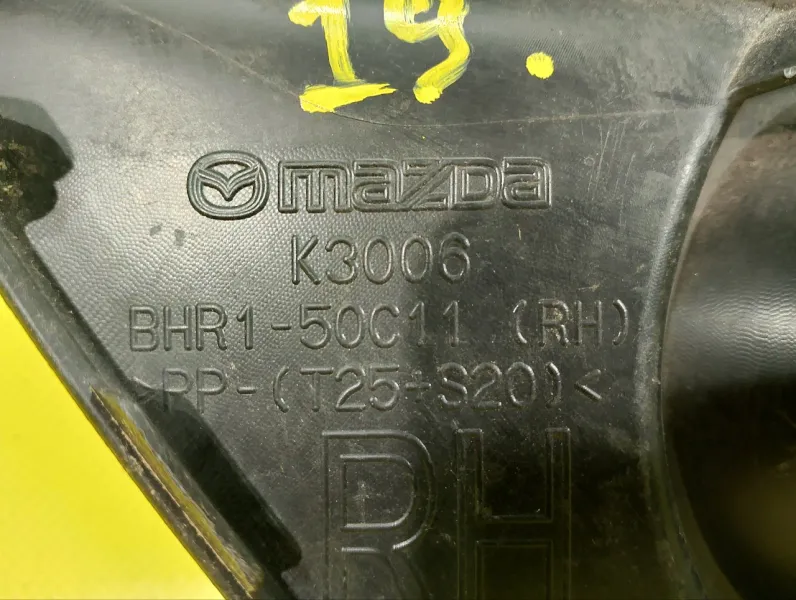 19.
mazda
K3006
BHR1-50C11 (RH)
>PP-(T25+S20)<
RH